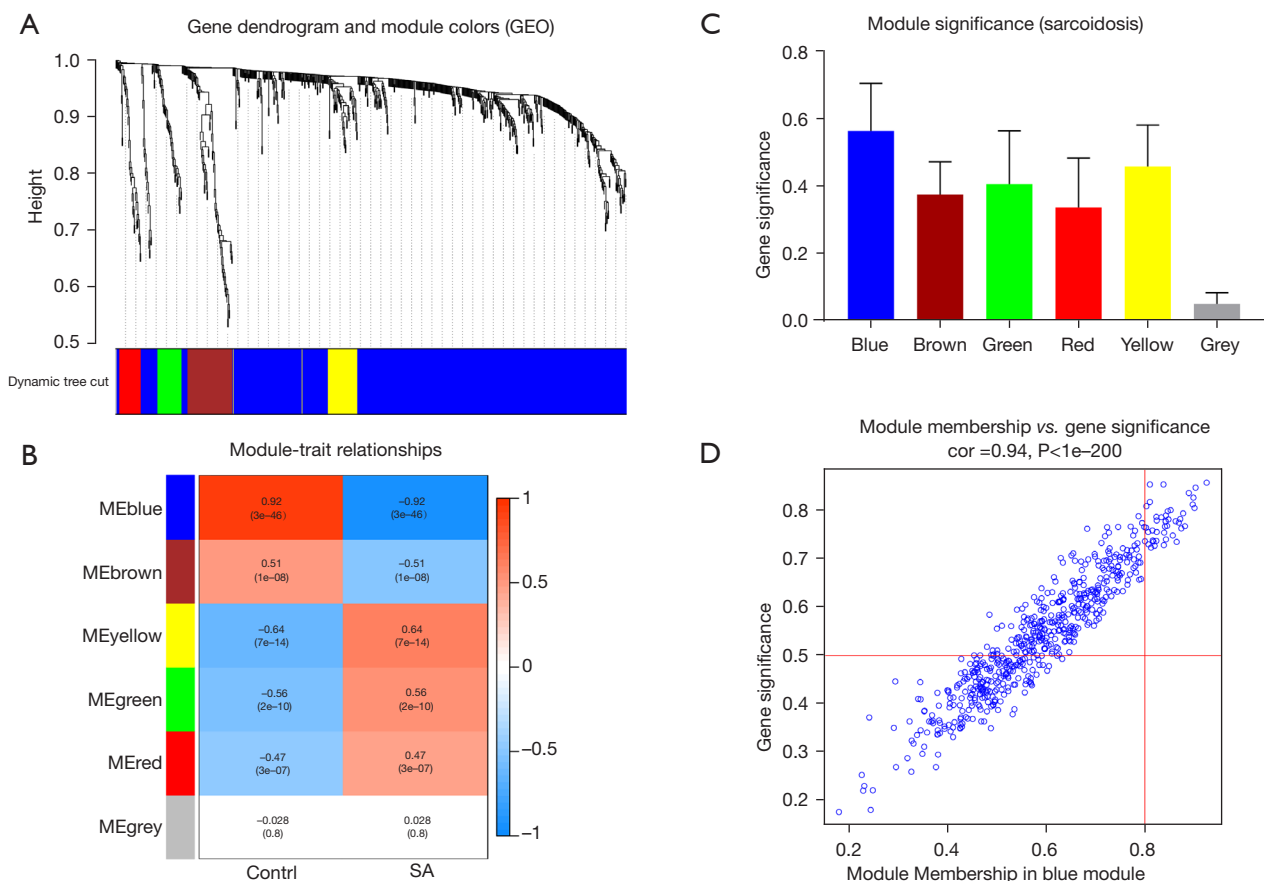 A
Gene dendrogram and module colors (GEO)
1.0
0.9
0.8
0.7
0.6
0.5
Height
Dynamic tree cut
B
Module-trait relationships
MEblue
0.92
(3e–46)
–0.92
(3e–46)
MEbrown
0.51
(1e–08)
–0.51
(1e–08)
MEyellow
–0.64
(7e–14)
0.64
(7e–14)
MEgreen
–0.56
(2e–10)
0.56
(2e–10)
MEred
–0.47
(3e–07)
0.47
(3e–07)
MEgrey
–0.028
(0.8)
0.028
(0.8)
Contrl
SA
1
0.5
0
–0.5
–1
C
Module significance (sarcoidosis)
0.8
0.6
0.4
0.2
0.0
Gene significance
Blue
Brown
Green
Red
Yellow
Grey
D
Module membership vs. gene significance
cor =0.94, P<1e–200
0.8
0.7
0.6
0.5
0.4
0.3
0.2
Gene significance
0.2
0.4
0.6
0.8
Module Membership in blue module